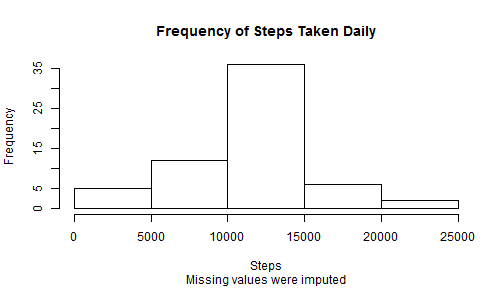 Frequency of Steps Taken Daily
Frequency
35
15
5
0
0 5000 10000 15000 20000 25000
Steps
Missing values were imputed